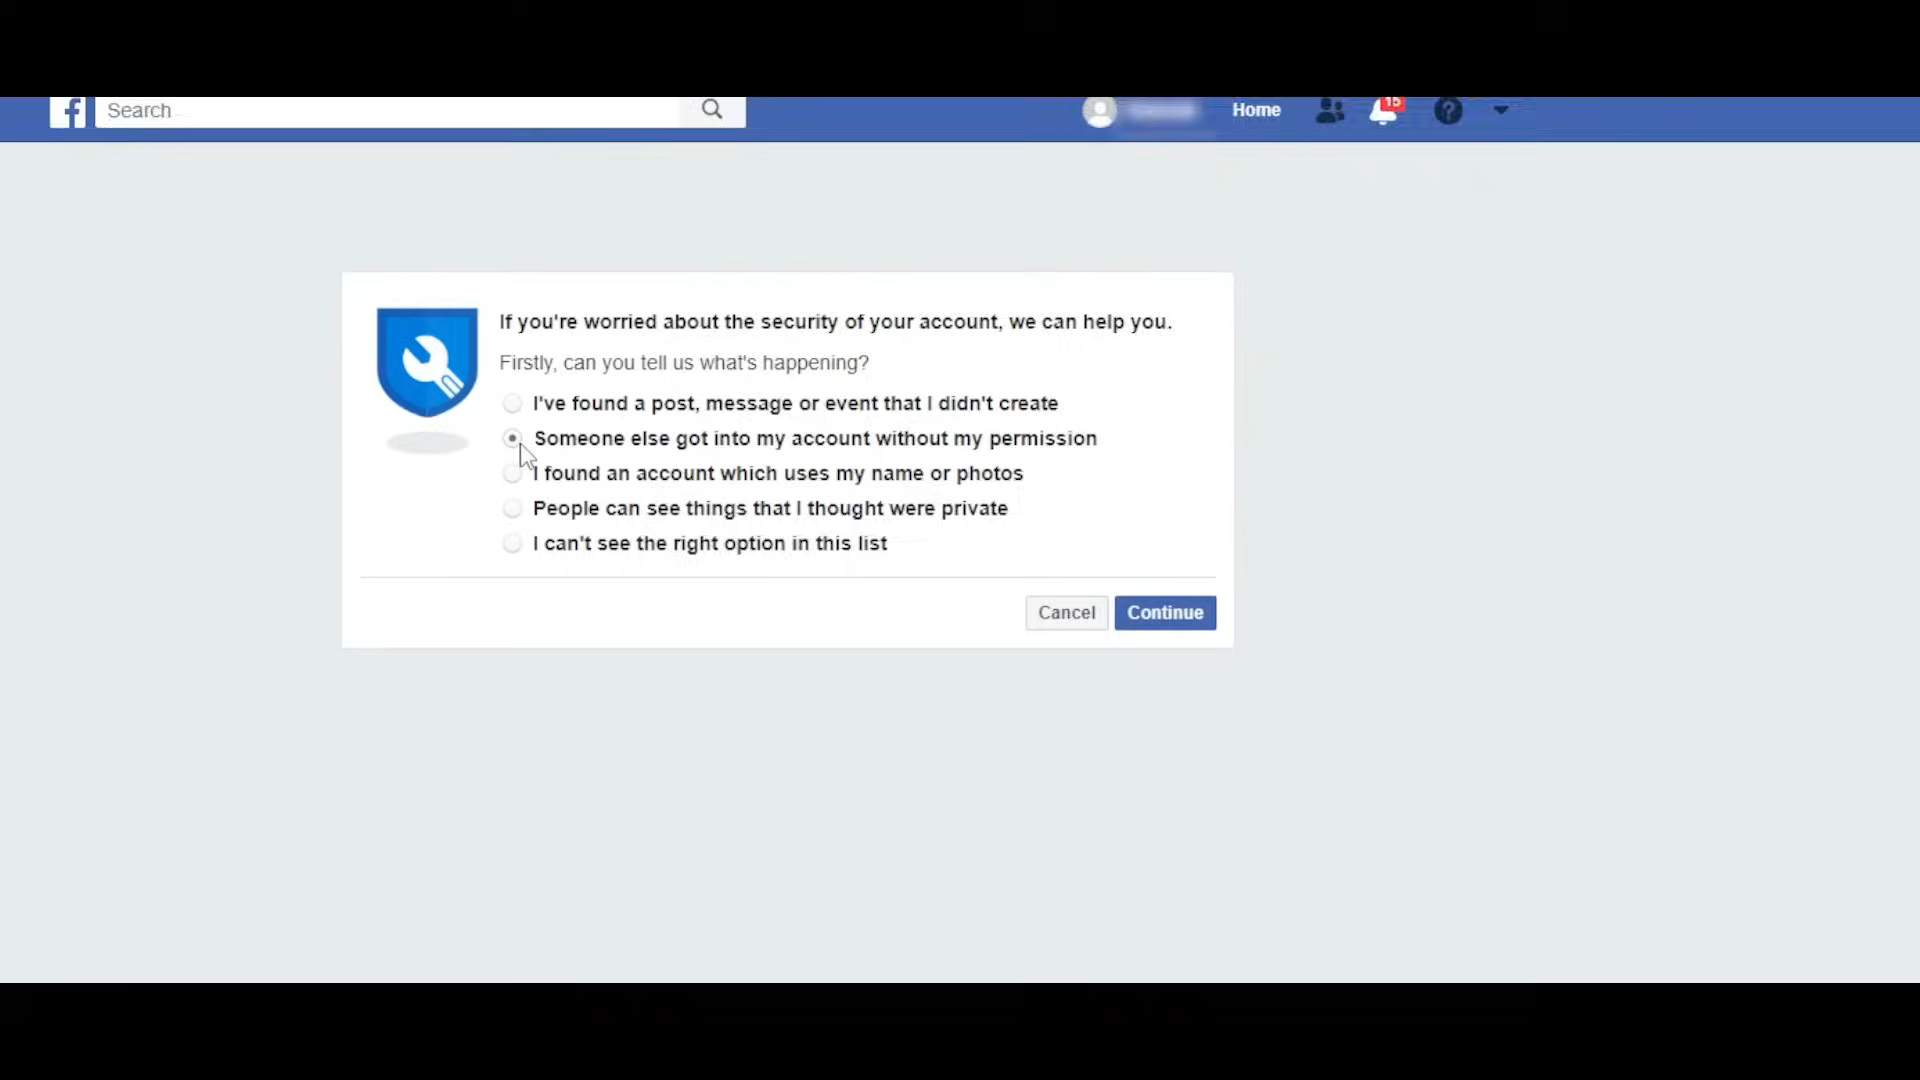 Search
Home
15
If you're worried about the security of your account, we can help you.
Firstly, can you tell us what's happening?
I've found a post, message or event that I didn't create
Someone else got into my account without my permission
I found an account which uses my name or photos
People can see things that I thought were private
I can't see the right option in this list
Cancel
Continue